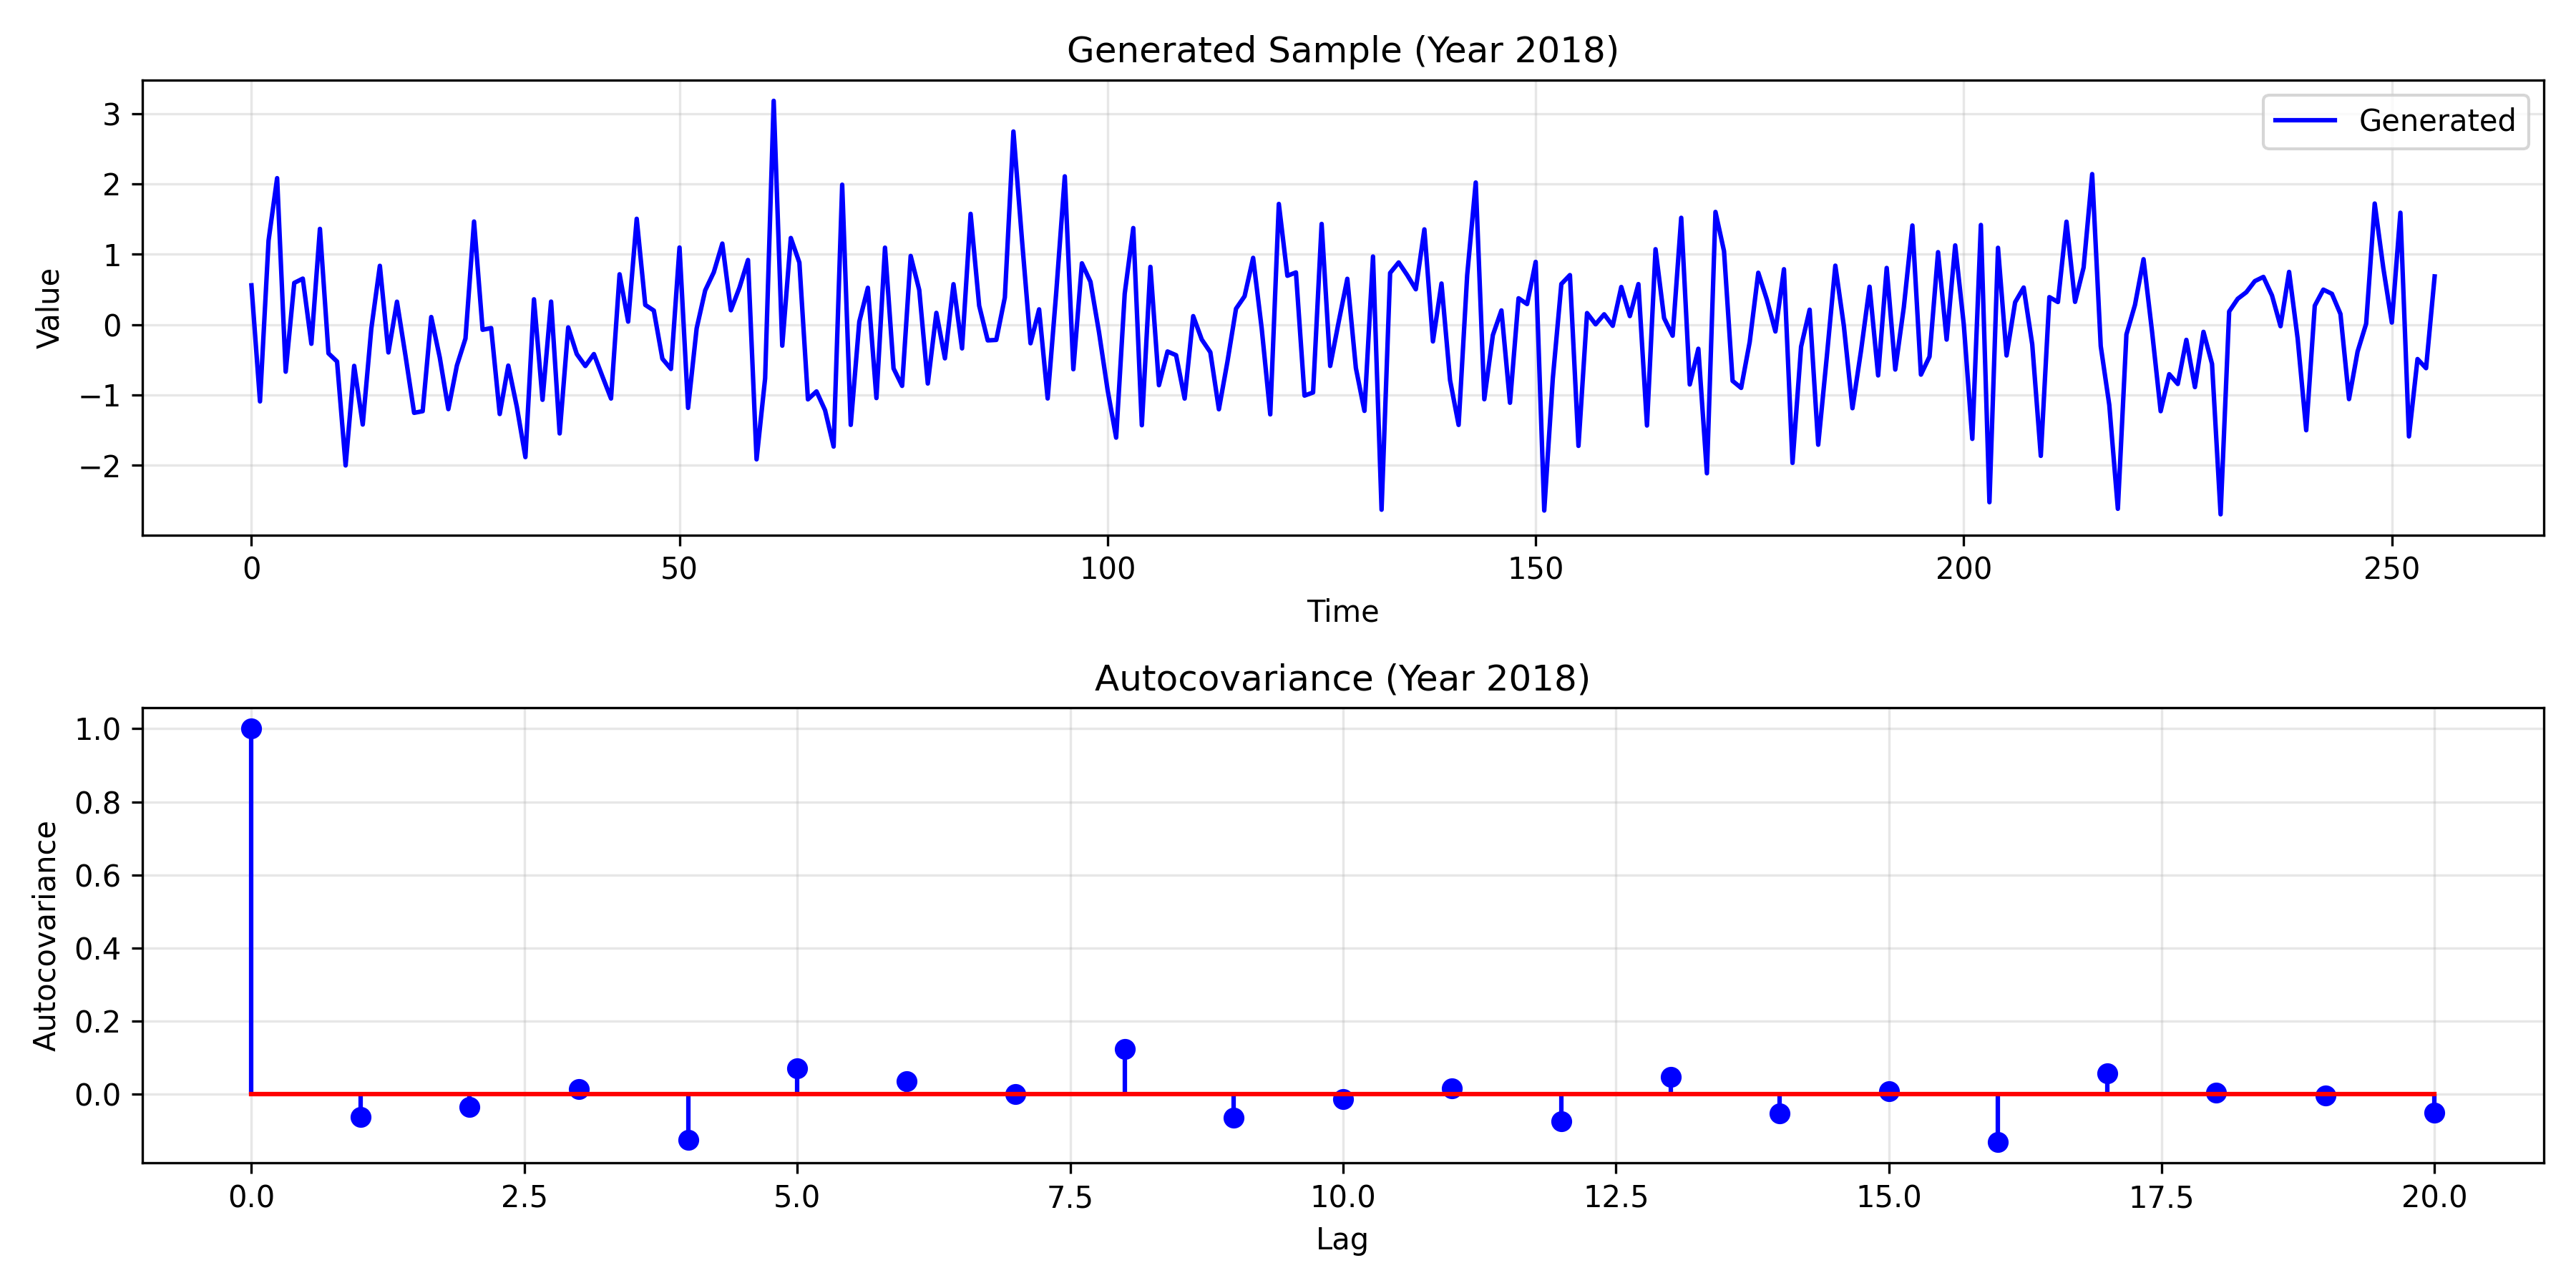 Generated Sample (Year 2018)
Generated
3
2
1
0
−1
−2
Value
0 50 100 150 200 250
Time
Autocovariance (Year 2018)
1.0
0.8
0.6
0.4
0.2
0.0
Autocovariance
0.0 2.5 5.0 7.5 10.0 12.5 15.0 17.5 20.0
Lag